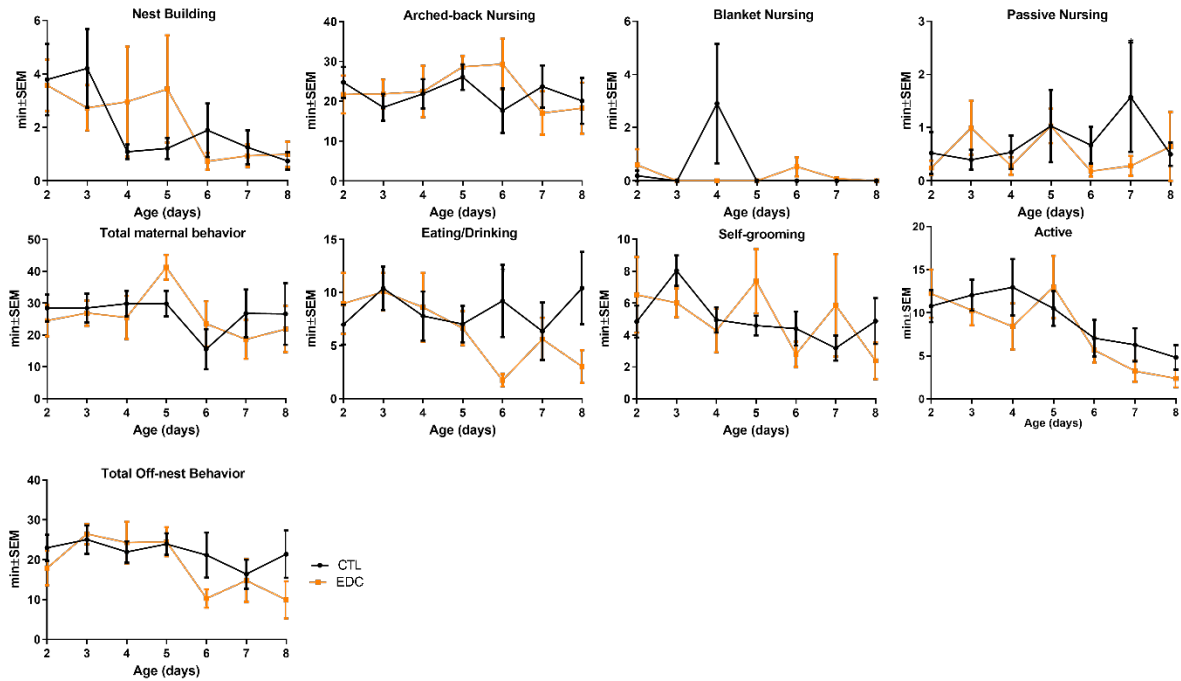 Nest Building
min±SEM
6
4
2
0
2 3 4 5 6 7 8
Age (days)
Arched-back Nursing
min±SEM
40
30
20
10
0
2 3 4 5 6 7 8
Age (days)
Blanket Nursing
min±SEM
6
4
2
0
2 3 4 5 6 7 8
Age (days)
Passive Nursing
min±SEM
3
2
1
0
2 3 4 5 6 7 8
Age (days)
Total maternal behavior
min±SEM
50
40
30
20
10
0
2 3 4 5 6 7 8
Age (days)
Eating/Drinking
min±SEM
15
10
5
0
2 3 4 5 6 7 8
Age (days)
Self-grooming
min±SEM
10
8
6
4
2
0
2 3 4 5 6 7 8
Age (days)
Active
min±SEM
20
15
10
5
0
2 3 4 5 6 7 8
Age (days)
Total Off-nest Behavior
min±SEM
40
30
20
10
0
2 3 4 5 6 7 8
Age (days)
CTL
EDC